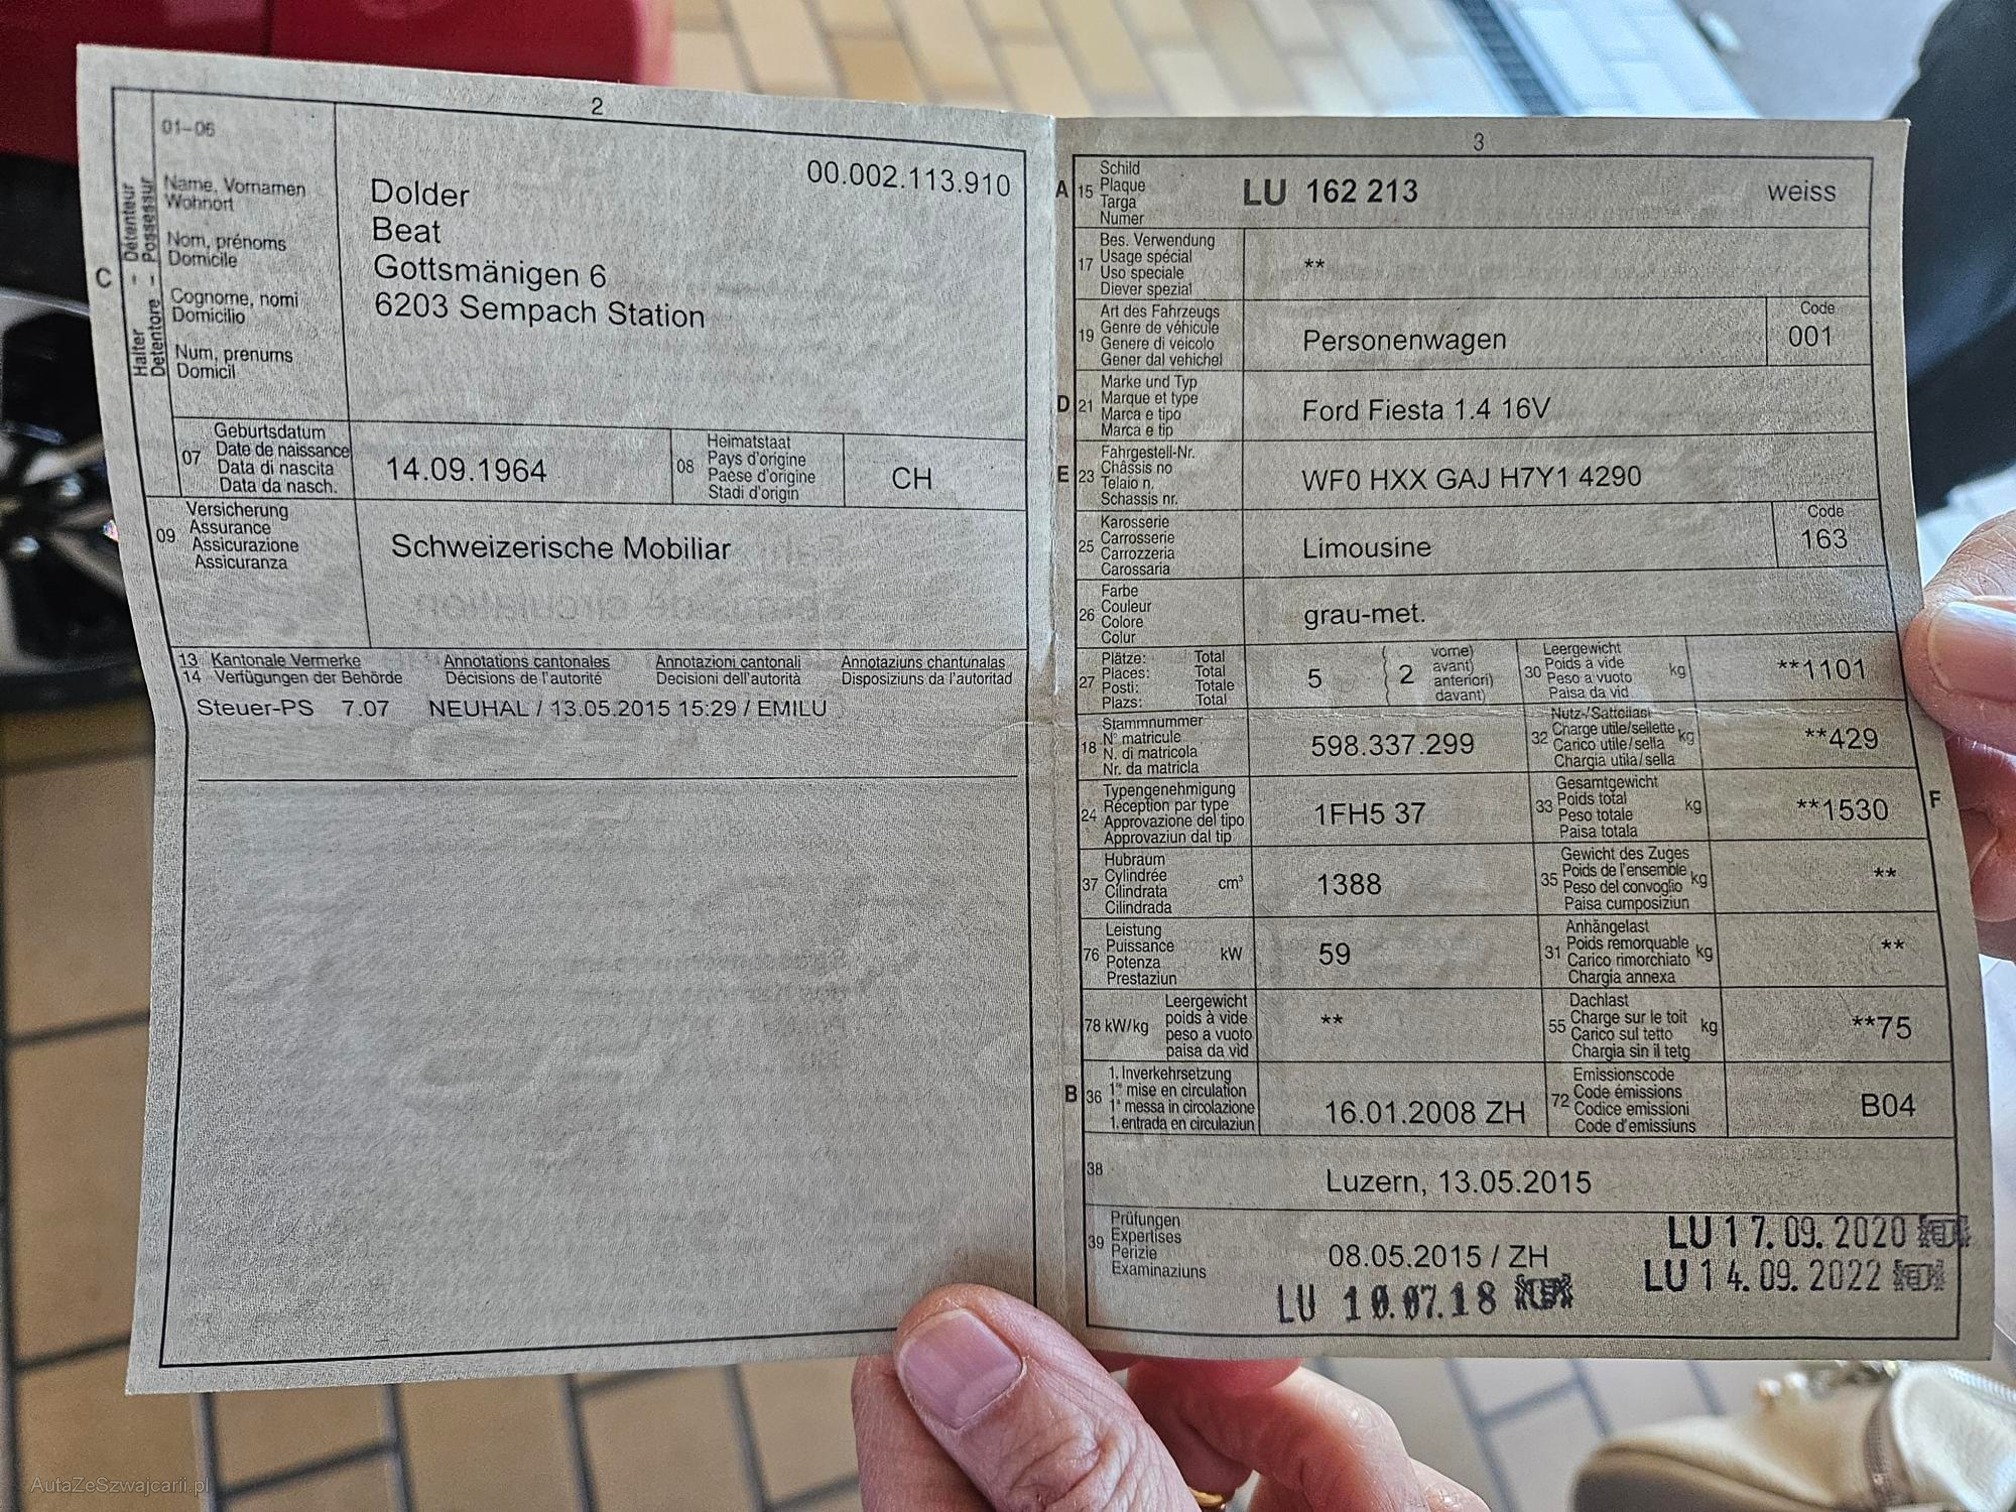 2
01-06
00.002.113.910
C
Halter - Détenteur
Detentore - Possessur
Name, Vornamen
Wohnort
Nom, prénoms
Domicile
Cognome, nomi
Domicilio
Num, prenums
Domicil
Dolder
Beat
Gottsmänigen 6
6203 Sempach Station
07 Geburtsdatum
Date de naissance
Data di nascita
Data da nasch.
14.09.1964
08 Heimatstaat
Pays d'origine
Paese d'origine
Stadi d'origin
CH
09 Versicherung
Assurance
Assicurazione
Assicuranza
Schweizerische Mobiliar
13 Kantonale Vermerke Annotations cantonales Annotazioni cantonali Annotaziuns chantunalas
14 Verfügungen der Behörde Décisions de l'autorité Decisioni dell'autorità Disposiziuns da l'autoritad
Steuer-PS 7.07 NEUHAL / 13.05.2015 15:29 / EMILU
3
A 15 Schild
Plaque
Targa
Numer
LU 162 213 weiss
17 Bes. Verwendung
Usage spécial
Uso speciale
Diever spezial
**
19 Art des Fahrzeugs
Genre de véhicule
Genere di veicolo
Gener dal vehichel
Personenwagen
Code
001
D 21 Marke und Typ
Marque et type
Marca e tipo
Marca e tip
Ford Fiesta 1.4 16V
E 23 Fahrgestell-Nr.
Châssis no
Telaio n.
Schassis nr.
WF0 HXX GAJ H7Y1 4290
25 Karosserie
Carrosserie
Carrozzeria
Carossaria
Limousine
Code
163
26 Farbe
Couleur
Colore
Colur
grau-met.
27 Plätze: Total
Places: Total
Posti: Totale
Plazs: Total
5 ( 2 vorne)
avant)
anteriori)
davant)
30 Leergewicht
Poids à vide kg
Peso a vuoto
Paisa da vid
**1101
18 Stammnummer
N° matricule
N. di matricola
Nr. da matricla
598.337.299
32 Nutz-/Sattellast
Charge utile/sellette kg
Carico utile/sella
Chargia utila/sella
**429
24 Typengenehmigung
Réception par type
Approvazione del tipo
Approvaziun dal tip
1FH5 37
33 Gesamtgewicht
Poids total kg
Peso totale
Paisa totala
**1530
F
37 Hubraum
Cylindrée cm³
Cilindrata
Cilindrada
1388
35 Gewicht des Zuges
Poids de l'ensemble kg
Peso del convoglio
Paisa cumposiziun
**
76 Leistung
Puissance kW
Potenza
Prestaziun
59
31 Anhängelast
Poids remorquable kg
Carico rimorchiato
Chargia annexa
**
78 kW/kg Leergewicht
poids à vide
peso a vuoto
paisa da vid
**
55 Dachlast
Charge sur le toit kg
Carico sul tetto
Chargia sin il tetg
**75
B 36 1. Inverkehrsetzung
1re mise en circulation
1a messa in circolazione
1. entrada en circulaziun
16.01.2008 ZH
72 Emissionscode
Code émissions
Codice emissioni
Code d'emissiuns
B04
38 Luzern, 13.05.2015
39 Prüfungen
Expertises
Perizie
Examinaziuns
08.05.2015 / ZH
LU 17.09.2020
LU 14.09.2022
LU 10.07.18
AutaZeSzwajcarii.pl